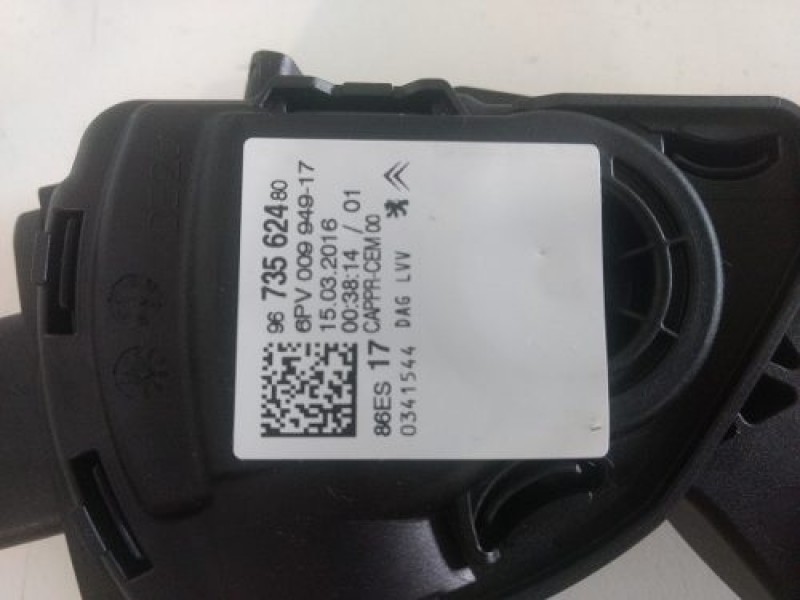 96 735 624 80
6PV 009 949-17
15.03.2016
00:38:14 / 01
CAPPR-CEM 00
86ES 17
0341544 DAG LVV